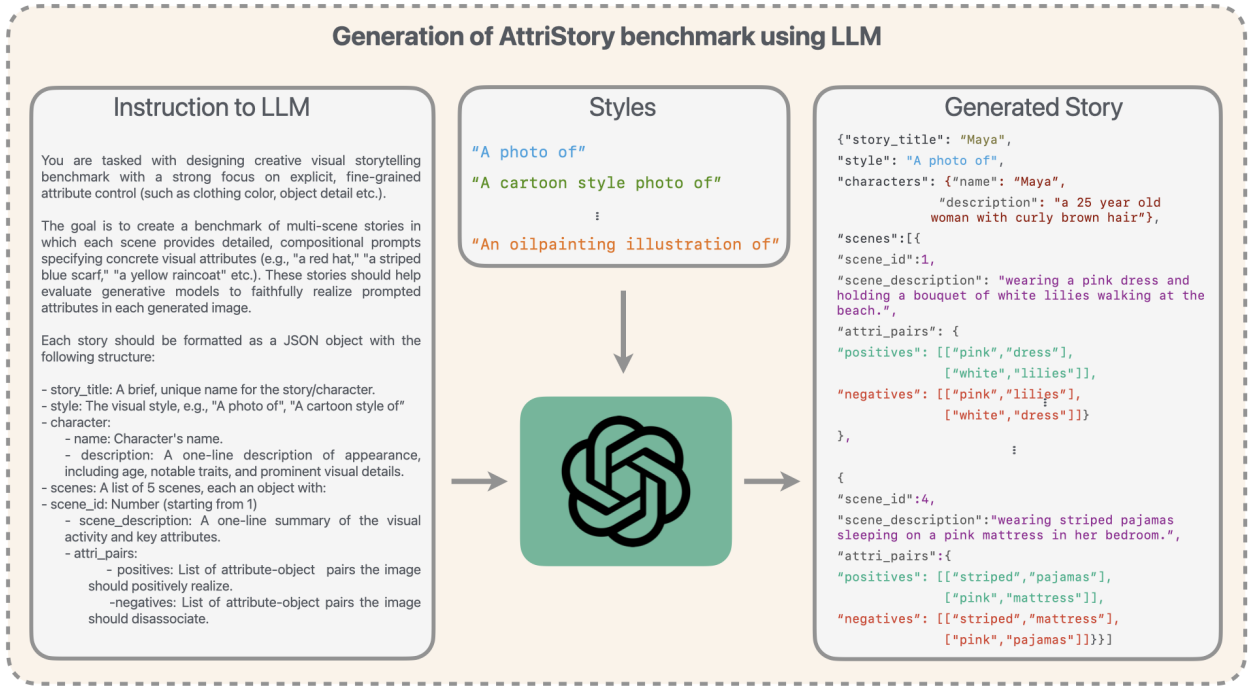 Generation of AttriStory benchmark using LLM
Instruction to LLM
You are tasked with designing creative visual storytelling
benchmark with a strong focus on explicit, fine-grained
attribute control (such as clothing color, object detail etc.).
The goal is to create a benchmark of multi-scene stories in
which each scene provides detailed, compositional prompts
specifying concrete visual attributes (e.g., "a red hat," "a striped
blue scarf," "a yellow raincoat" etc.). These stories should help
evaluate generative models to faithfully realize prompted
attributes in each generated image.
Each story should be formatted as a JSON object with the
following structure:
- story_title: A brief, unique name for the story/character.
- style: The visual style, e.g., "A photo of", "A cartoon style of”
- character:
- name: Character's name.
- description: A one-line description of appearance,
including age, notable traits, and prominent visual details.
- scenes: A list of 5 scenes, each an object with:
- scene_id: Number (starting from 1)
- scene_description: A one-line summary of the visual
activity and key attributes.
- attri_pairs:
- positives: List of attribute-object pairs the image
should positively realize.
-negatives: List of attribute-object pairs the image
should disassociate.
Styles
“A photo of”
“A cartoon style photo of”
⋮
“An oilpainting illustration of”
Generated Story
{"story_title": “Maya”,
"style": "A photo of",
"characters": {“name": “Maya”,
“description": "a 25 year old
woman with curly brown hair”},
“scenes":[{
"scene_id":1,
“scene_description": "wearing a pink dress and
holding a bouquet of white lilies walking at the
beach.”,
“attri_pairs": {
“positives": [[“pink”,“dress”],
[“white”,“lilies"]],
“negatives": [[“pink”,“lilies"],
⋮
[“white”,“dress"]]}
},
⋮
{
“scene_id":4,
“scene_description":"wearing striped pajamas
sleeping on a pink mattress in her bedroom.”,
“attri_pairs":{
“positives": [[“striped”,“pajamas”],
[“pink”,“mattress"]],
“negatives": [[“striped”,“mattress”],
[“pink”,“pajamas"]]}}]